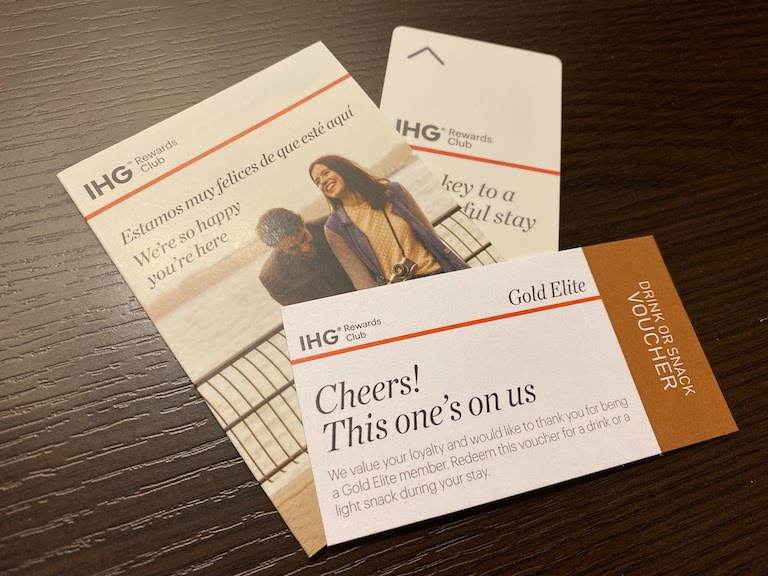 IHG™ Rewards
Club
Estamos muy felices de que esté aquí
We're so happy
you're here
IHG® Rewards
Club
key to a
ful stay
IHG® Rewards
Club
Gold Elite
Cheers!
This one's on us
We value your loyalty and would like to thank you for being
a Gold Elite member. Redeem this voucher for a drink or a
light snack during your stay.
DRINK OR SNACK
VOUCHER